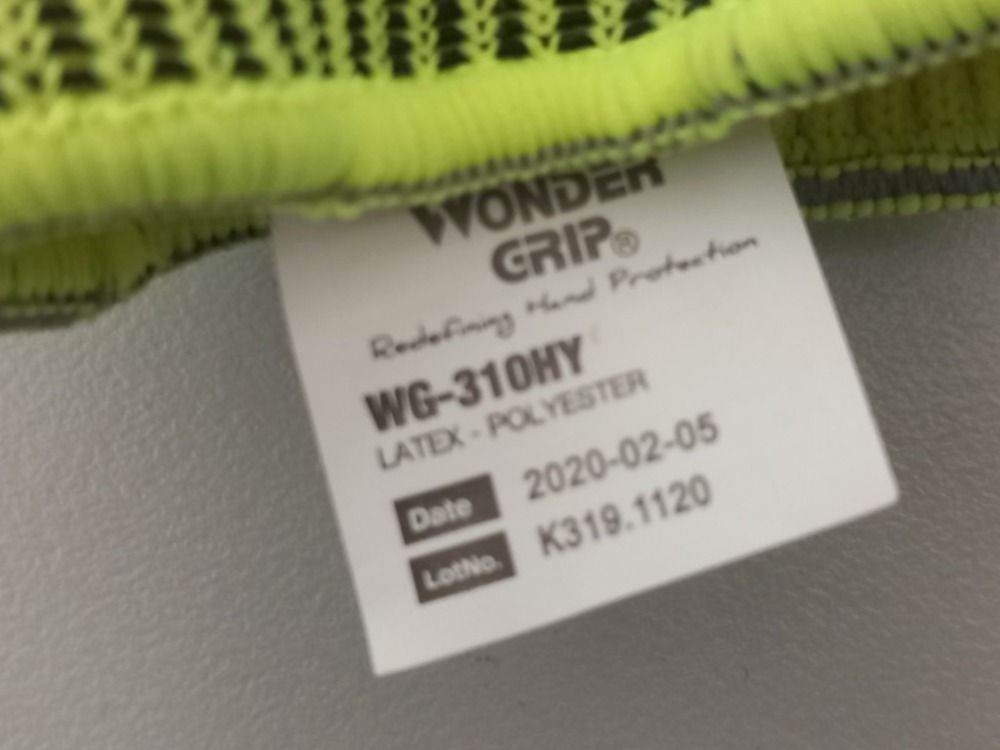 WONDER
GRIP®
Redefining Hand Protection
WG-310HY
LATEX - POLYESTER
Date 2020-02-05
LotNo. K319.1120